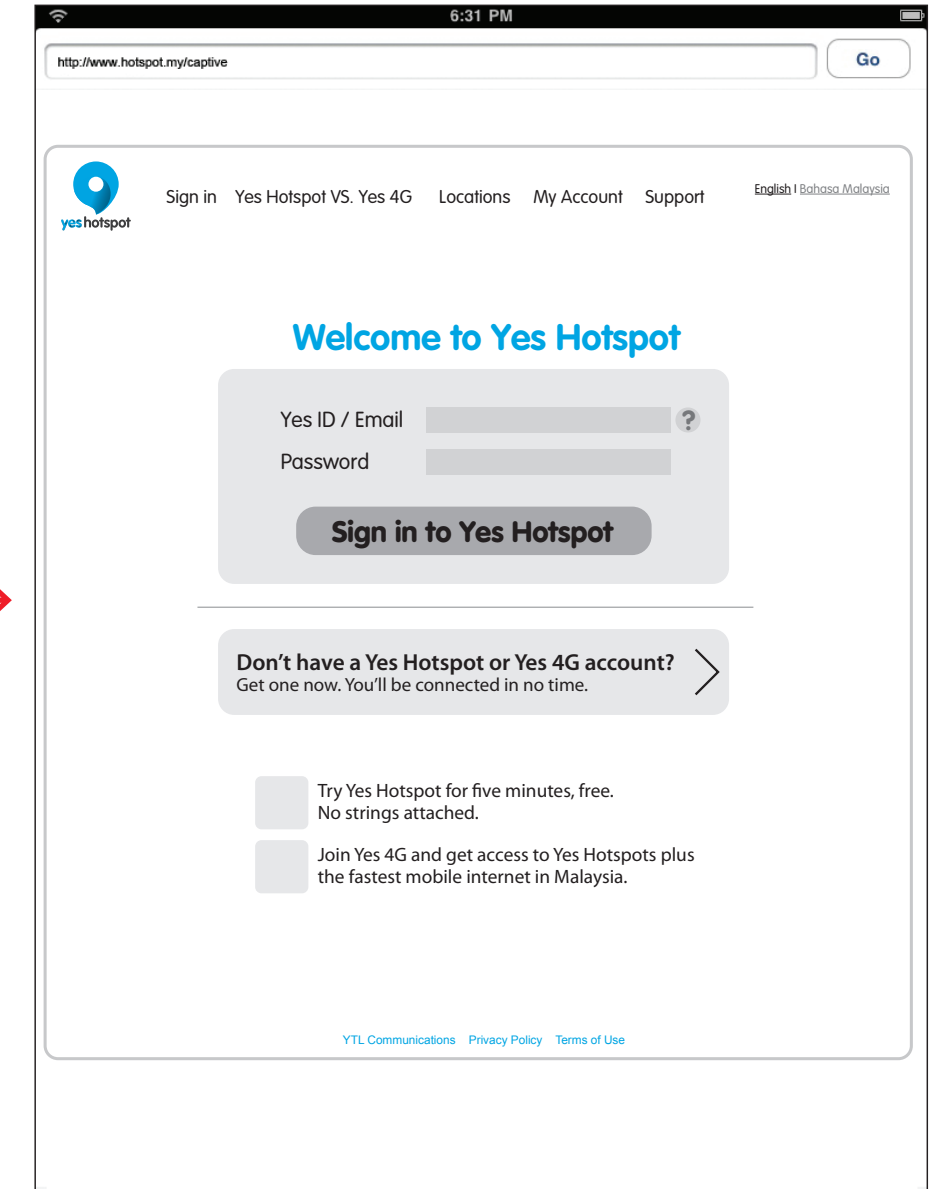 6:31 PM
http://www.hotspot.my/captive
Go
yes hotspot
Sign in Yes Hotspot VS. Yes 4G Locations My Account Support
English I Bahasa Malaysia
Welcome to Yes Hotspot
Yes ID / Email
?
Password
Sign in to Yes Hotspot
Don’t have a Yes Hotspot or Yes 4G account?
Get one now. You’ll be connected in no time.
Try Yes Hotspot for five minutes, free.
No strings attached.
Join Yes 4G and get access to Yes Hotspots plus
the fastest mobile internet in Malaysia.
YTL Communications Privacy Policy Terms of Use